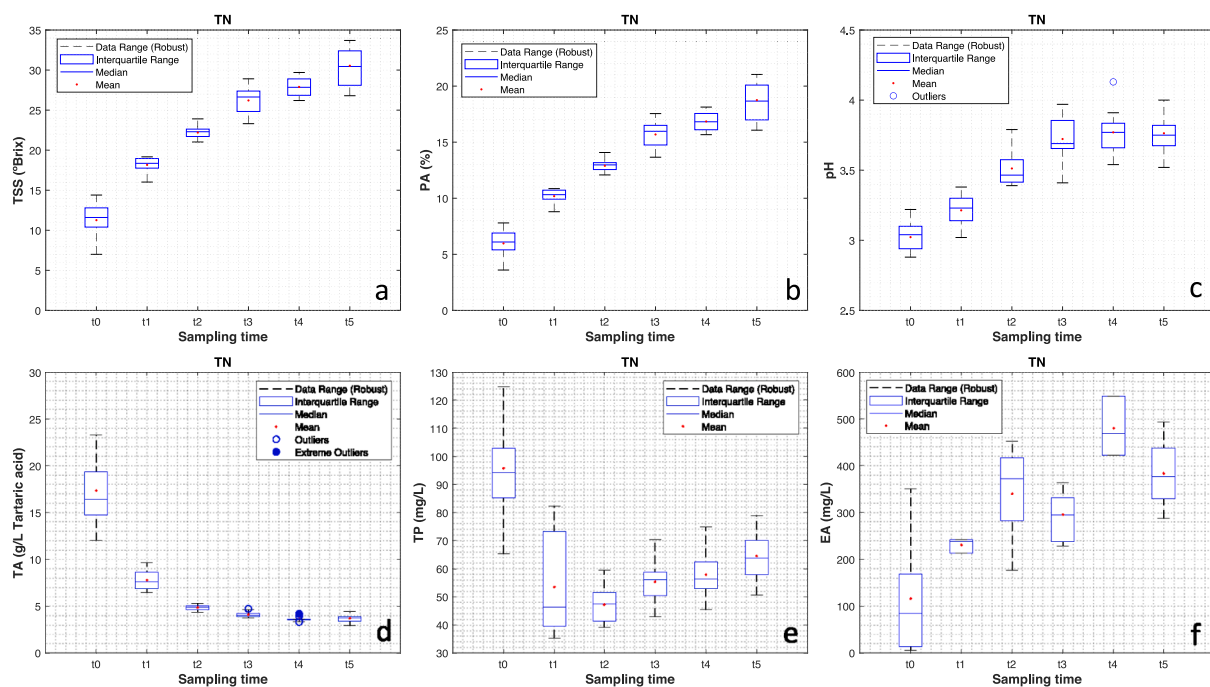 TN
35
30
25
20
15
10
5
0
TSS (°Brix)
Data Range (Robust)
Interquartile Range
Median
Mean
a
t0 t1 t2 t3 t4 t5
Sampling time
TN
25
20
15
10
5
0
PA (%)
Data Range (Robust)
Interquartile Range
Median
Mean
b
t0 t1 t2 t3 t4 t5
Sampling time
TN
4.5
4
3.5
3
2.5
pH
Data Range (Robust)
Interquartile Range
Median
Mean
Outliers
c
t0 t1 t2 t3 t4 t5
Sampling time
TN
30
25
20
15
10
5
0
TA (g/L Tartaric acid)
Data Range (Robust)
Interquartile Range
Median
Mean
Outliers
Extreme Outliers
d
t0 t1 t2 t3 t4 t5
Sampling time
TN
130
120
110
100
90
80
70
60
50
40
30
TP (mg/L)
Data Range (Robust)
Interquartile Range
Median
Mean
e
t0 t1 t2 t3 t4 t5
Sampling time
TN
600
500
400
300
200
100
0
EA (mg/L)
Data Range (Robust)
Interquartile Range
Median
Mean
f
t0 t1 t2 t3 t4 t5
Sampling time